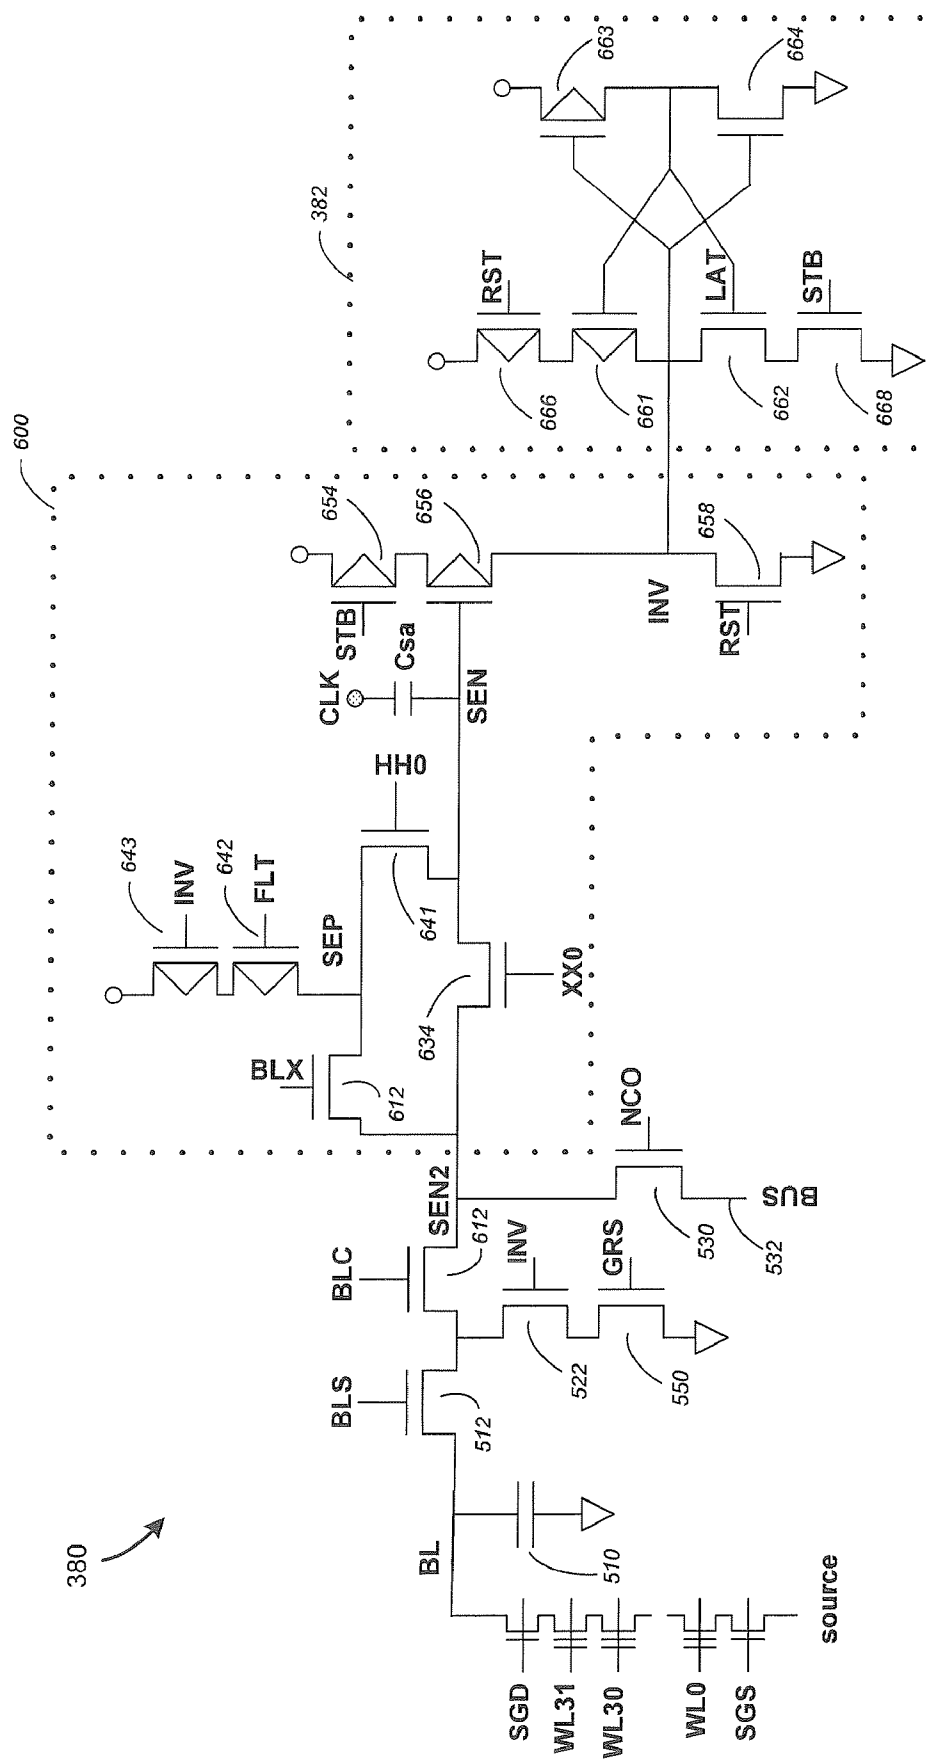 600
382
643
INV
642
FLT
BLX
612
SEP
641
HH0
CLK
STB
Csa
654
656
SEN
634
XX0
INV
RST
658
RST
666
661
LAT
662
STB
668
663
664
380
BL
BLS
512
BLC
612
SEN2
INV
522
GRS
550
NCO
530
532
BUS
510
SGD
WL31
WL30
WL0
SGS
source